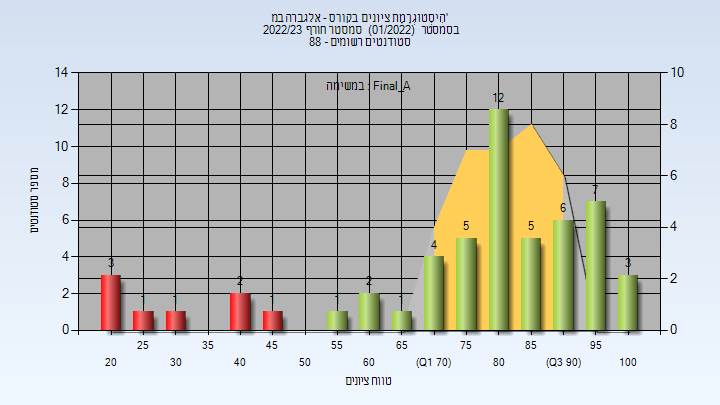 היסטוגרמת ציונים בקורס - אלגברה במ'
בסמסטר (01/2022) סמסטר חורף 2022/23
סטודנטים רשומים - 88
במשימה : Final_A
מספר סטודנטים
14 12 10 8 6 4 2 0
10 8 6 4 2 0
3 1 1 2 1 1 2 1 4 5 12 5 6 7 3
25 35 45 55 65 75 85 95
20 30 40 50 60 (Q1 70) 80 (Q3 90) 100
טווח ציונים